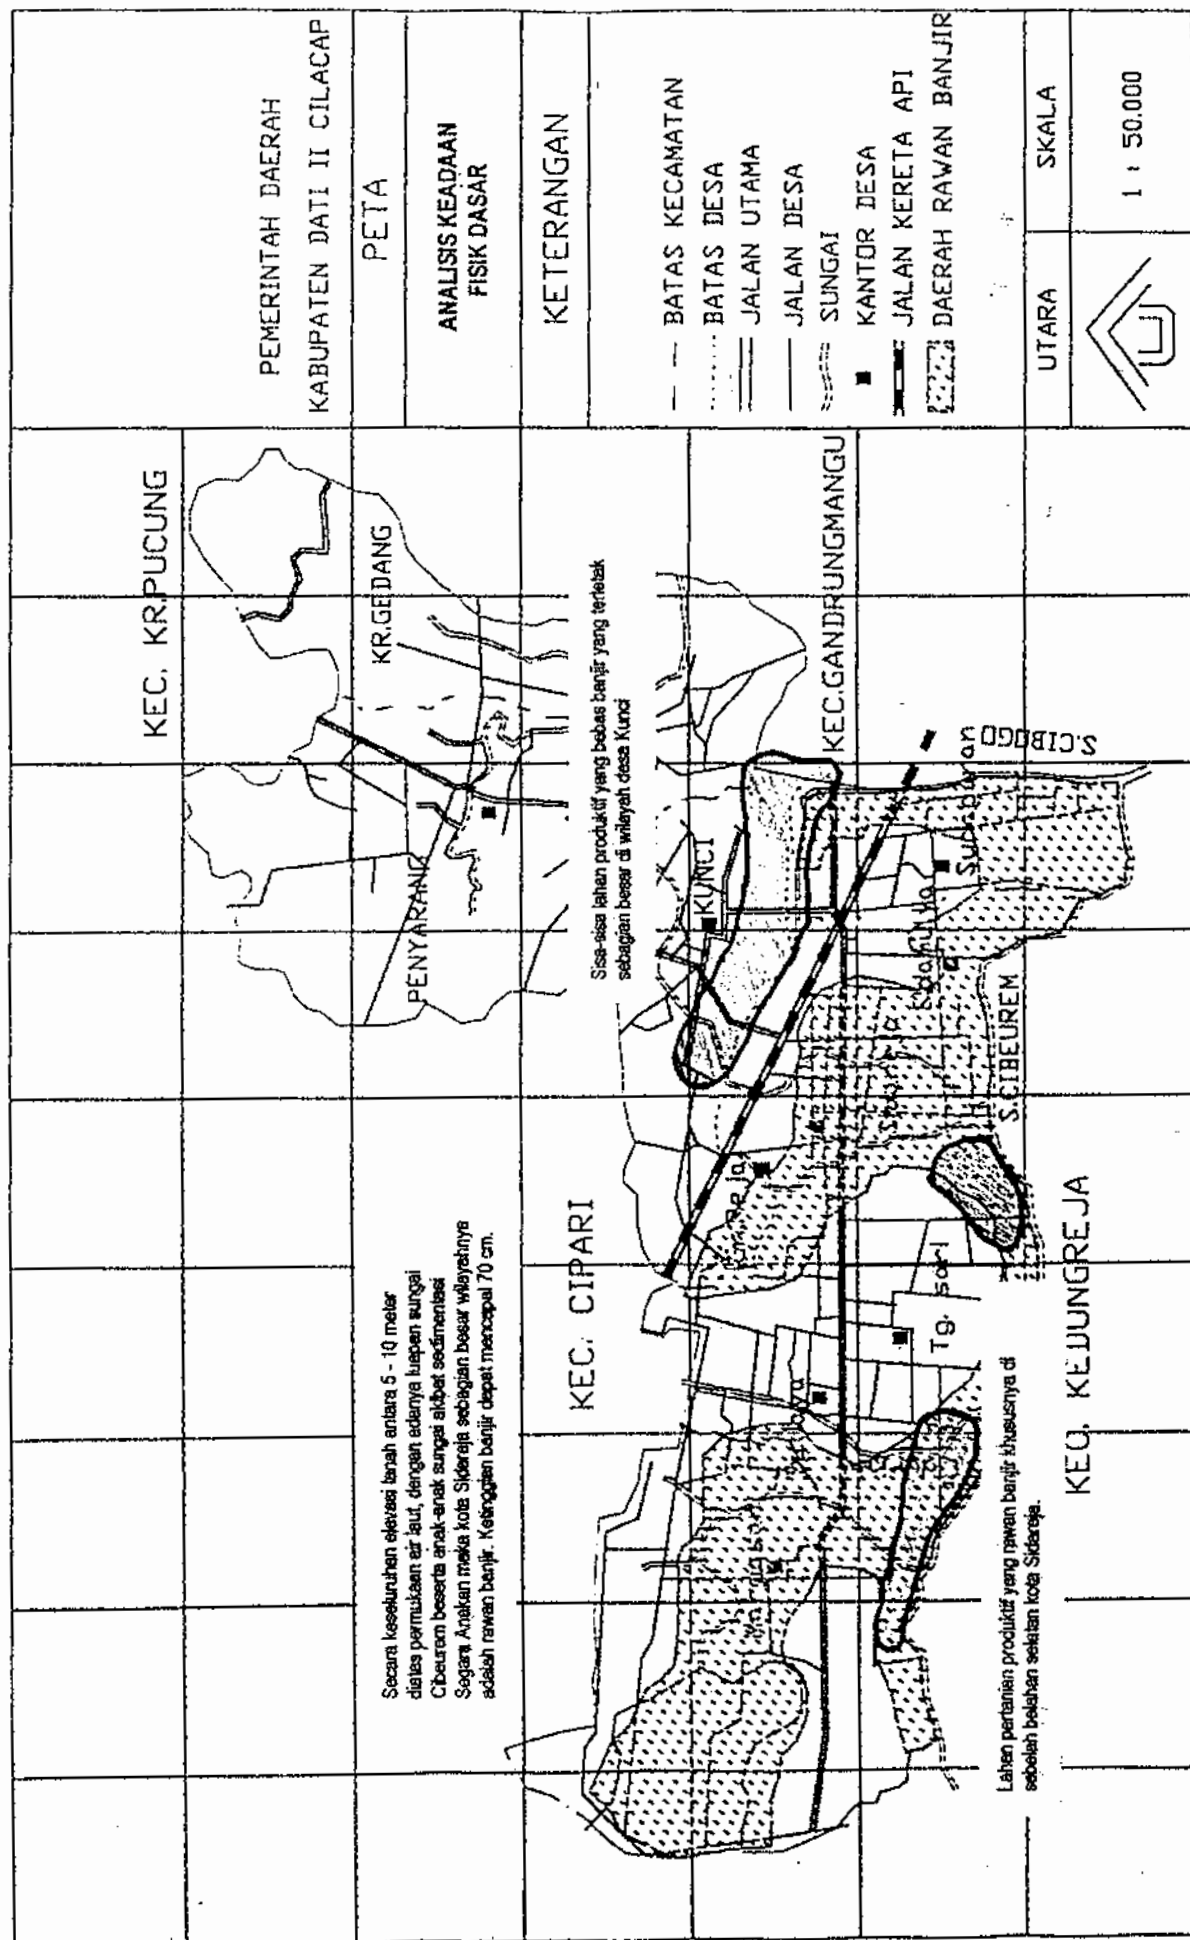 PEMERINTAH DAERAH
KABUPATEN DATI II CILACAP
PETA
ANALISIS KEADAAN
FISIK DASAR
KETERANGAN
BATAS KECAMATAN
BATAS DESA
JALAN UTAMA
JALAN DESA
SUNGAI
KANTOR DESA
JALAN KERETA API
DAERAH RAWAN BANJIR
UTARA
SKALA
U
1 : 50.000
KEC. KR.PUCUNG
KR.GEDANG
PENYARANG
Secara keseluruhan elevasi tanah antara 5 - 10 meter
diatas permukaan air laut, dengan adanya luapan sungai
Cibeurem beserta anak-anak sungai akibat sedimentasi
Segara Anakan maka kota Sidareja sebagian besar wilayahnya
adalah rawan banjir. Ketinggian banjir dapat mencapai 70 cm.
Sisa-sisa lahan produktif yang bebas banjir yang terletak
sebagian besar di wilayah desa Kunci
KEC. CIPARI
KUNCI
KEC.GANDRUNGMANGU
S.CIBOGO
Tg. sari
S.CIBEUREM
Lahan pertanian produktif yang rawan banjir khususnya di
sebelah belahan selatan kota Sidareja.
KEC. KEDUNGREJA